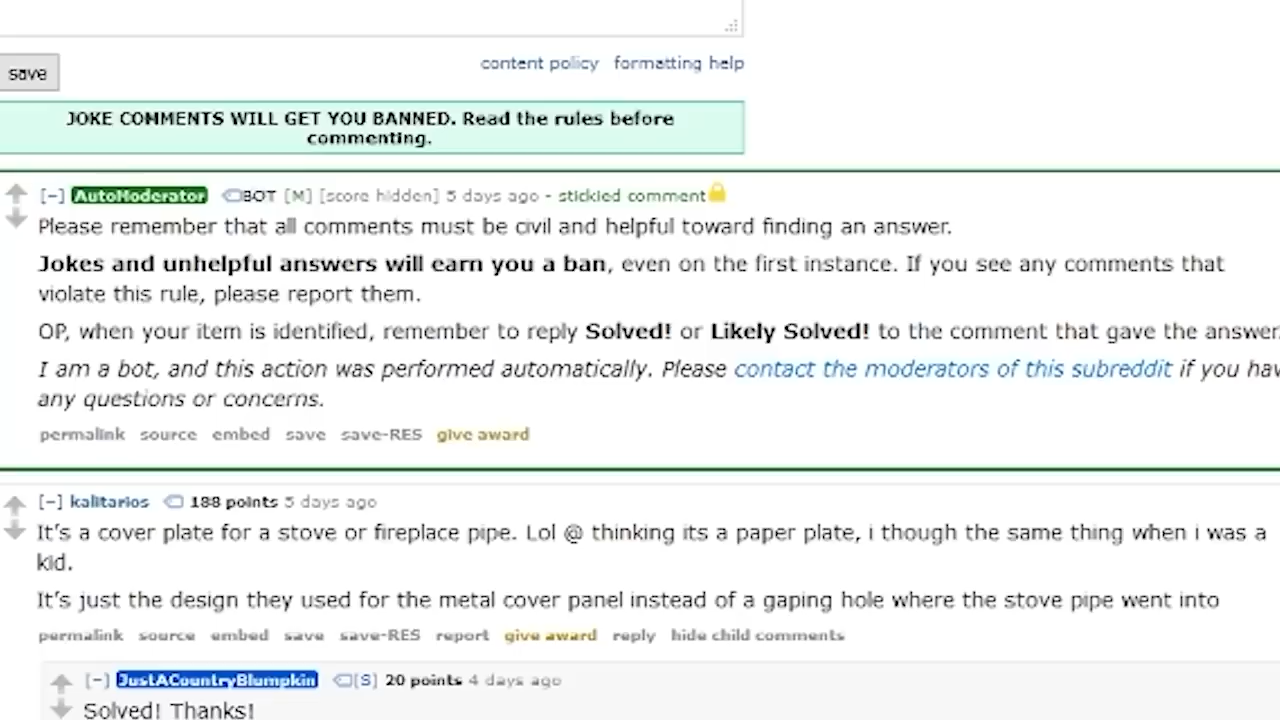 save
content policy formatting help
JOKE COMMENTS WILL GET YOU BANNED. Read the rules before
commenting.
[–] AutoModerator BOT [M] [score hidden] 5 days ago - stickied comment
Please remember that all comments must be civil and helpful toward finding an answer.
Jokes and unhelpful answers will earn you a ban, even on the first instance. If you see any comments that
violate this rule, please report them.
OP, when your item is identified, remember to reply Solved! or Likely Solved! to the comment that gave the answer.
I am a bot, and this action was performed automatically. Please contact the moderators of this subreddit if you hav
any questions or concerns.
permalink source embed save save-RES give award
[–] kalitarios 188 points 5 days ago
It's a cover plate for a stove or fireplace pipe. Lol @ thinking its a paper plate, i though the same thing when i was a
kid.
It's just the design they used for the metal cover panel instead of a gaping hole where the stove pipe went into
permalink source embed save save-RES report give award reply hide child comments
[–] JustACountryBlumpkin [S] 20 points 4 days ago
Solved! Thanks!